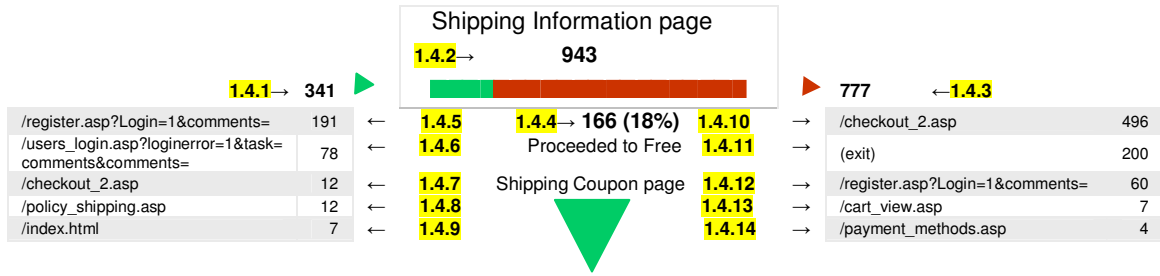 Shipping Information page
1.4.2→ 943
1.4.1→ 341
777 ←1.4.3
/register.asp?Login=1&comments= 191 ← 1.4.5 1.4.4→ 166 (18%) 1.4.10 → /checkout_2.asp 496
/users_login.asp?loginerror=1&task=
comments&comments= 78 ← 1.4.6 Proceeded to Free 1.4.11 → (exit) 200
/checkout_2.asp 12 ← 1.4.7 Shipping Coupon page 1.4.12 → /register.asp?Login=1&comments= 60
/policy_shipping.asp 12 ← 1.4.8 1.4.13 → /cart_view.asp 7
/index.html 7 ← 1.4.9 1.4.14 → /payment_methods.asp 4